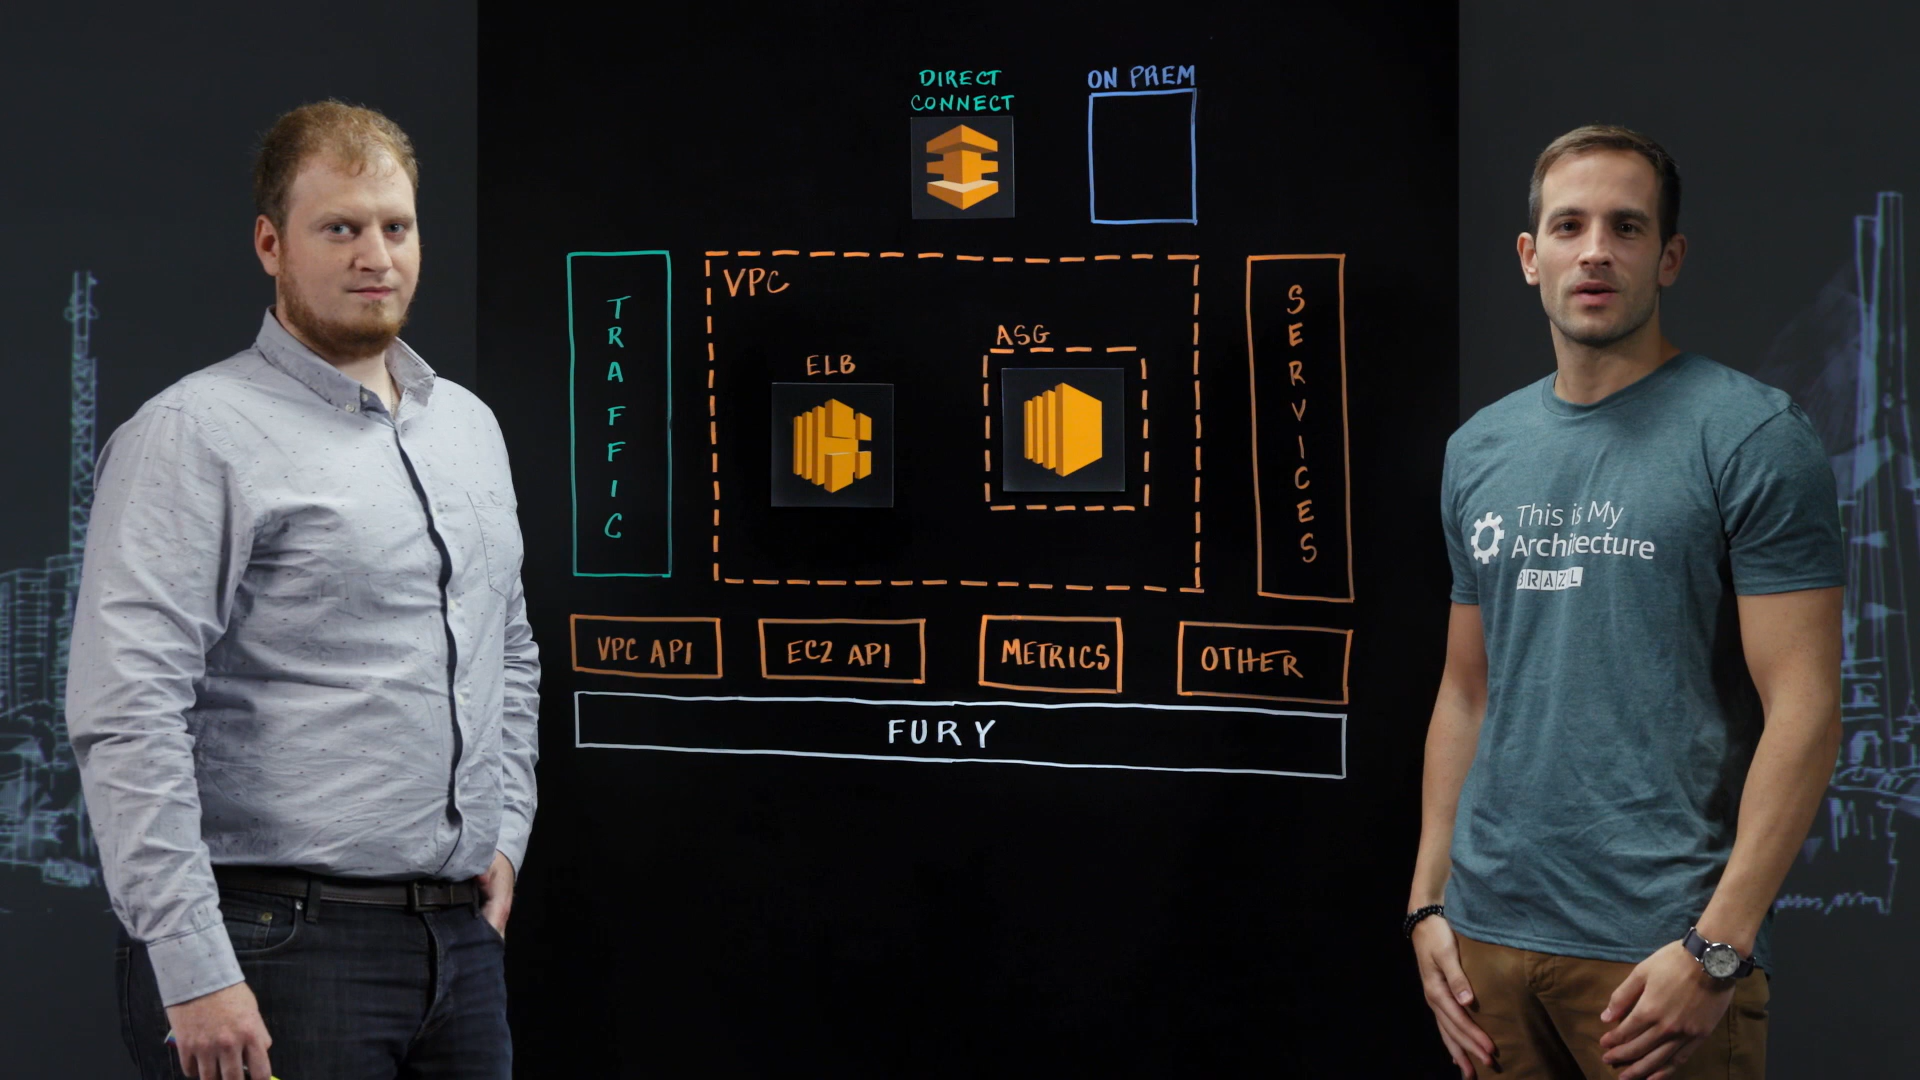 DIRECT
CONNECT
ON PREM
TRAFFIC
VPC
ELB
ASG
SERVICES
VPC API
EC2 API
METRICS
OTHER
FURY
This is My
Architecture
BRAZIL